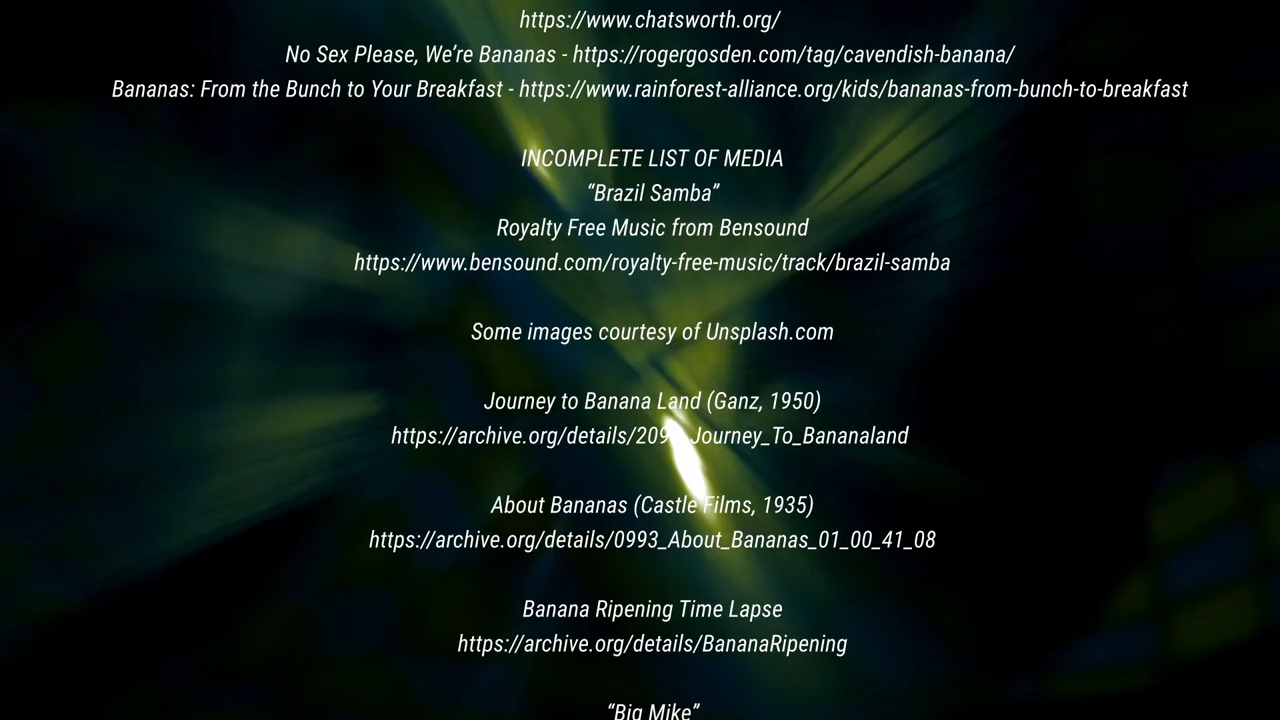 https://www.chatsworth.org/
No Sex Please, We’re Bananas - https://rogergosden.com/tag/cavendish-banana/
Bananas: From the Bunch to Your Breakfast - https://www.rainforest-alliance.org/kids/bananas-from-bunch-to-breakfast
INCOMPLETE LIST OF MEDIA
“Brazil Samba”
Royalty Free Music from Bensound
https://www.bensound.com/royalty-free-music/track/brazil-samba
Some images courtesy of Unsplash.com
Journey to Banana Land (Ganz, 1950)
About Bananas (Castle Films, 1935)
https://archive.org/details/0993_About_Bananas_01_00_41_08
Banana Ripening Time Lapse
https://archive.org/details/BananaRipening
“Big Mike”